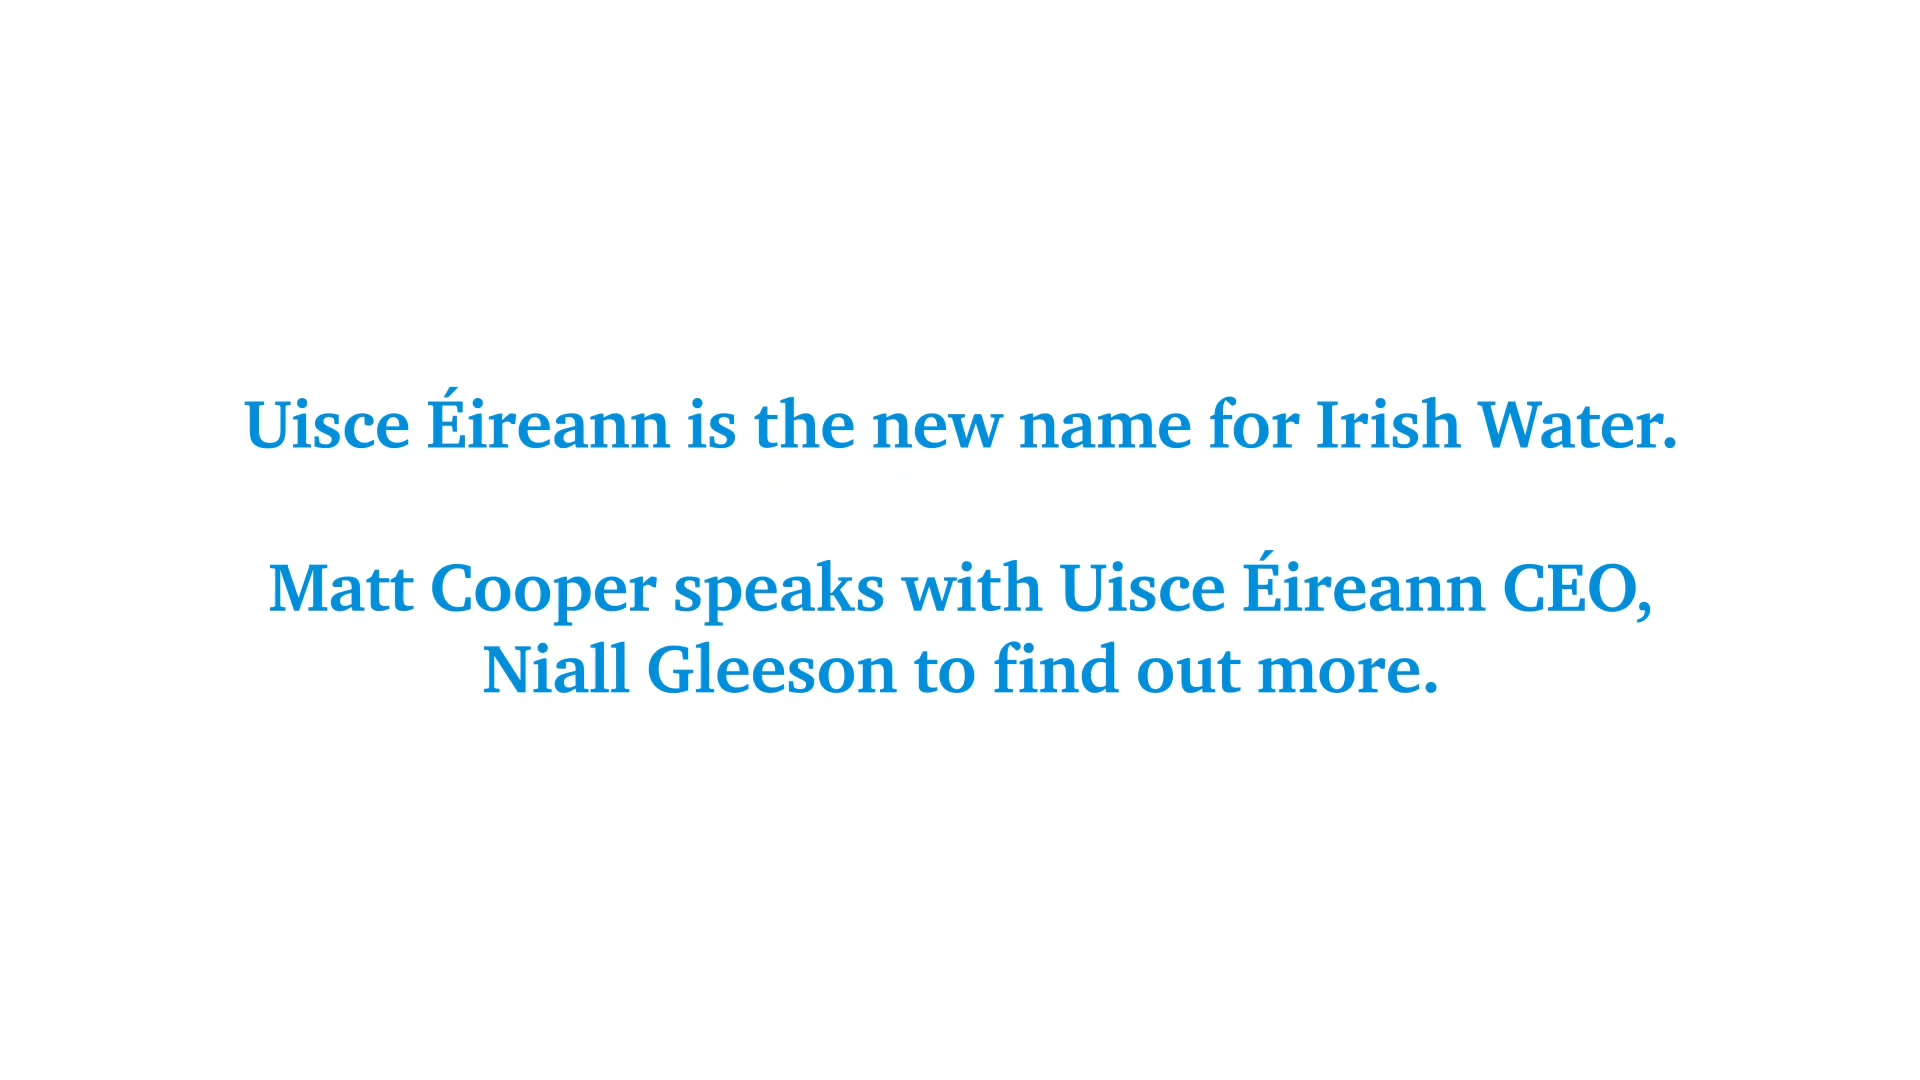 Uisce Éireann is the new name for Irish Water.
Matt Cooper speaks with Uisce Éireann CEO,
Niall Gleeson to find out more.